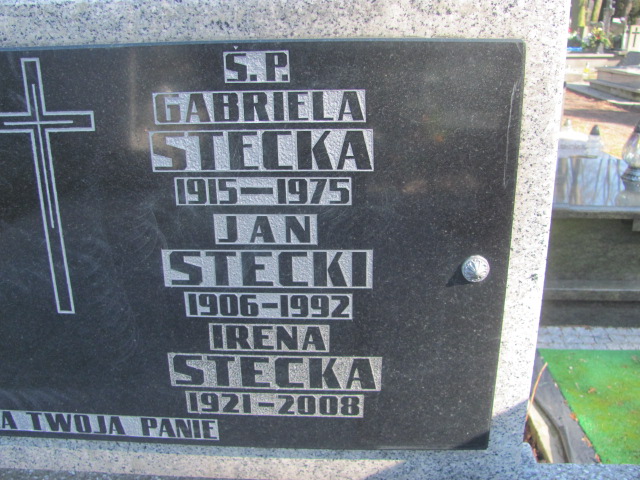 Ś.P.
GABRIELA
STECKA
1915-1975
JAN
STECKI
1906-1992
IRENA
STECKA
1921-2008
A TWOJA PANIE